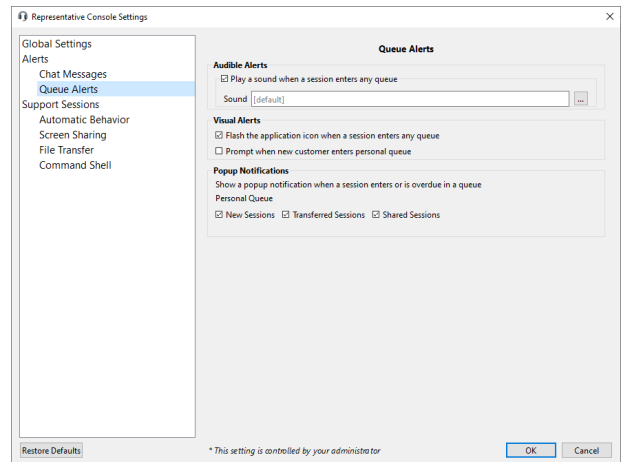 Representative Console Settings
Global Settings
Alerts
Chat Messages
Queue Alerts
Support Sessions
Automatic Behavior
Screen Sharing
File Transfer
Command Shell
Queue Alerts
Audible Alerts
Play a sound when a session enters any queue
Sound [default] ...
Visual Alerts
Flash the application icon when a session enters any queue
Prompt when new customer enters personal queue
Popup Notifications
Show a popup notification when a session enters or is overdue in a queue
Personal Queue
New Sessions Transferred Sessions Shared Sessions
Restore Defaults * This setting is controlled by your administrator OK Cancel